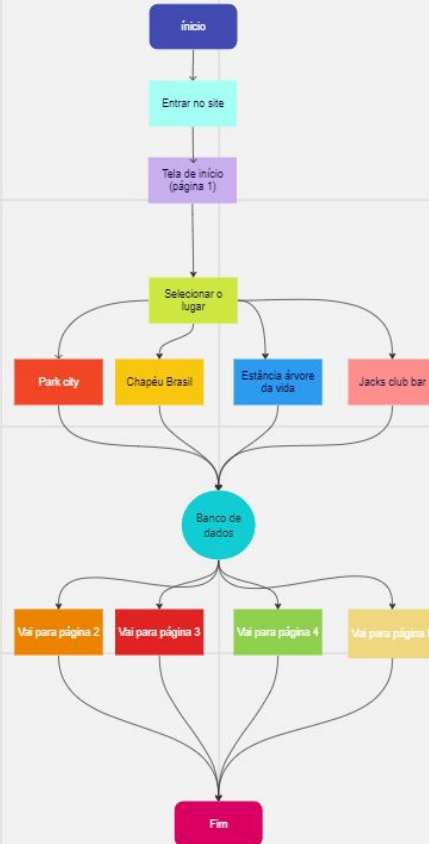 ínicio
Entrar no site
Tela de início
(página 1)
Selecionar o
lugar
Park city
Chapéu Brasil
Estância árvore
da vida
Jacks club bar
Banco de
dados
Vai para página 2
Vai para página 3
Vai para página 4
Vai para página
Fim